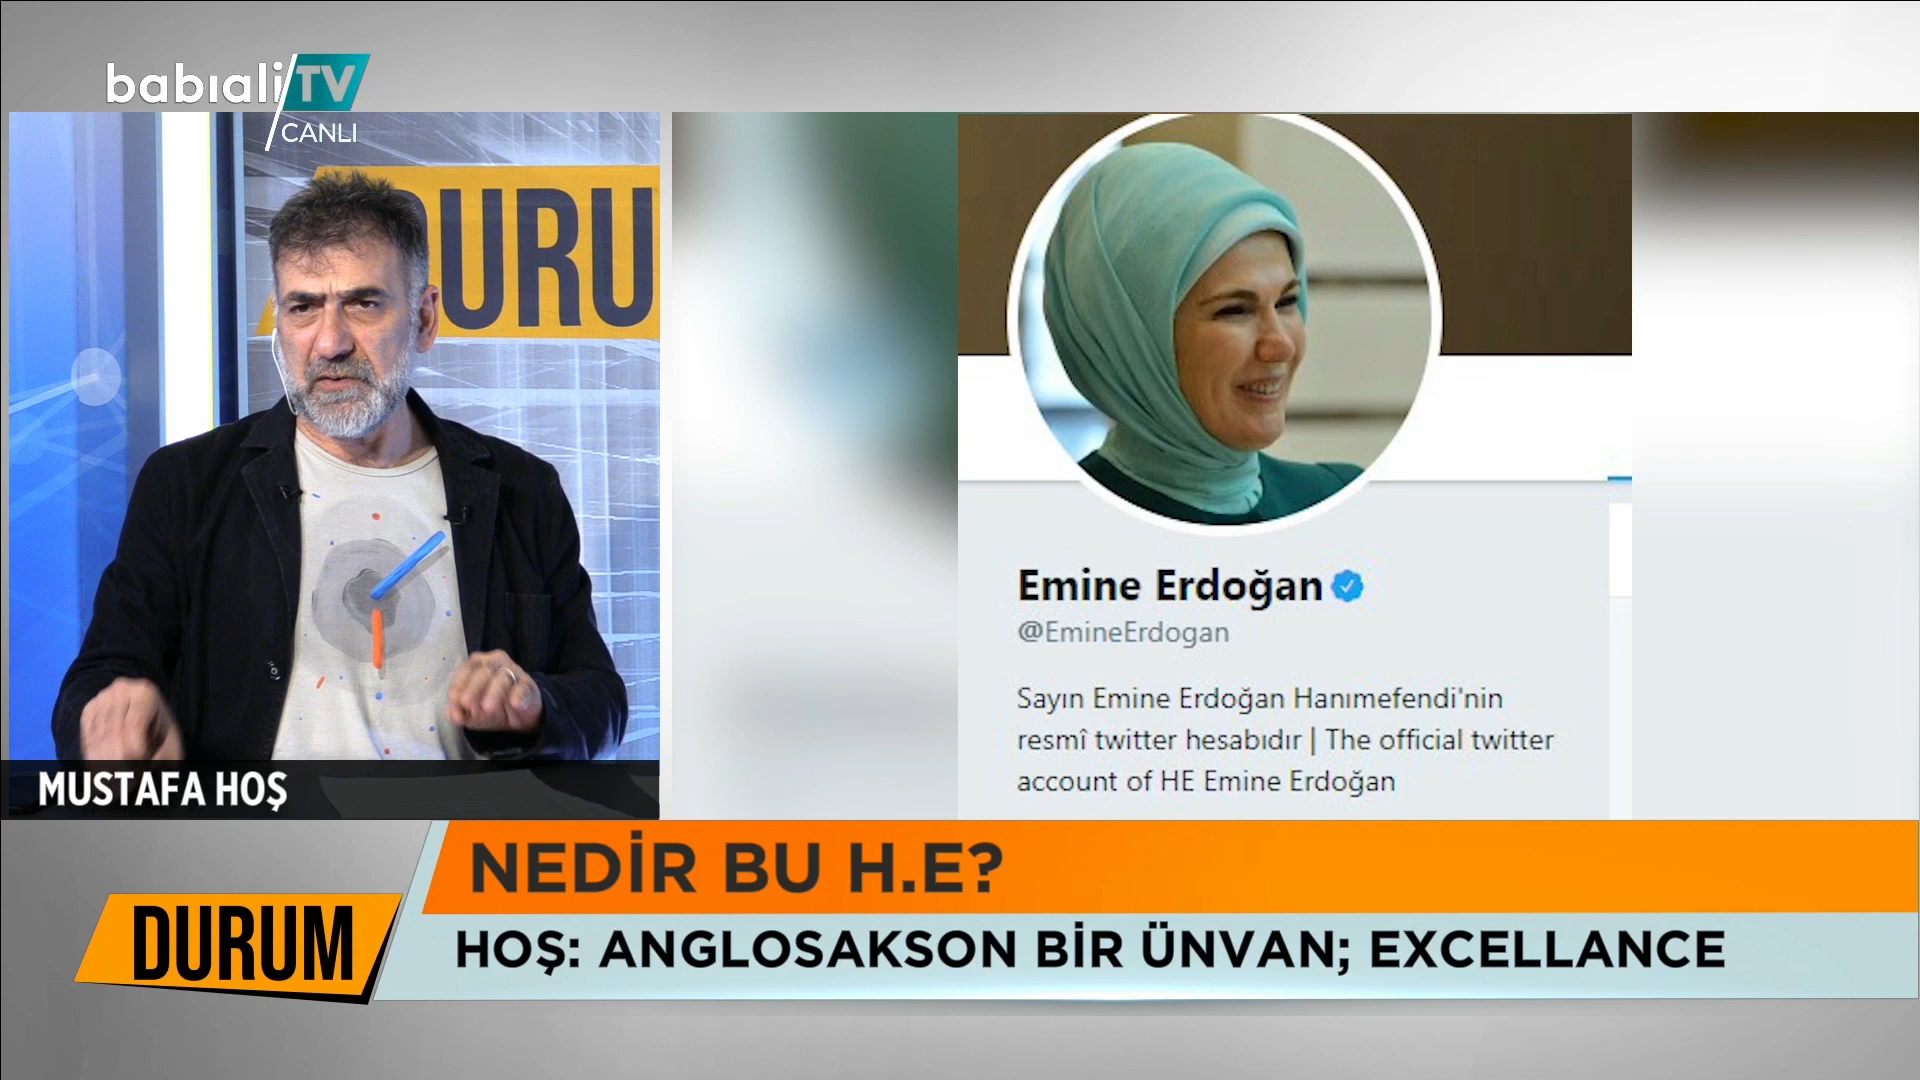 babıali TV
CANLI
DURU
Emine Erdoğan
@EmineErdogan
Sayın Emine Erdoğan Hanımefendi'nin
resmî twitter hesabıdır | The official twitter
account of HE Emine Erdoğan
MUSTAFA HOŞ
NEDİR BU H.E?
DURUM
HOŞ: ANGLOSAKSON BİR ÜNVAN; EXCELLANCE